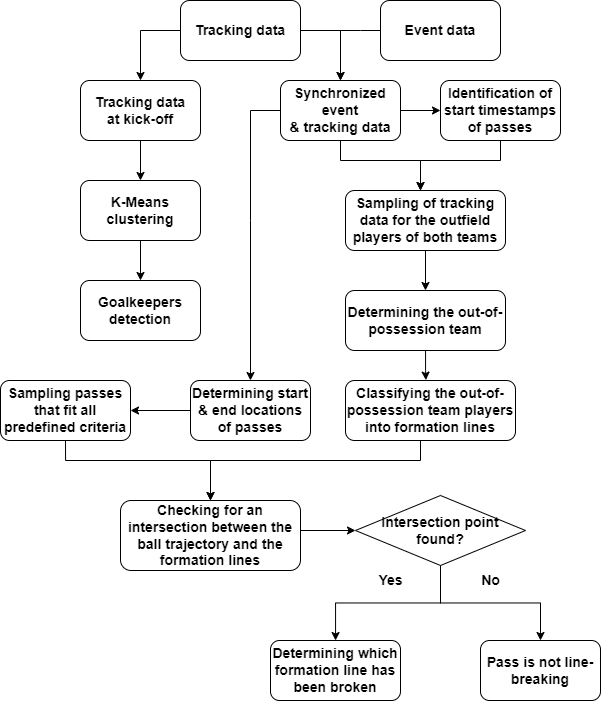 Tracking data
Event data
Tracking data
at kick-off
Synchronized
event
& tracking data
Identification of
start timestamps
of passes
K-Means
clustering
Sampling of tracking
data for the outfield
players of both teams
Goalkeepers
detection
Determining the out-of-
possession team
Sampling passes
that fit all
predefined criteria
Determining start
& end locations
of passes
Classifying the out-of-
possession team players
into formation lines
Checking for an
intersection between the
ball trajectory and the
formation lines
Intersection point
found?
Yes
No
Determining which
formation line has
been broken
Pass is not line-
breaking